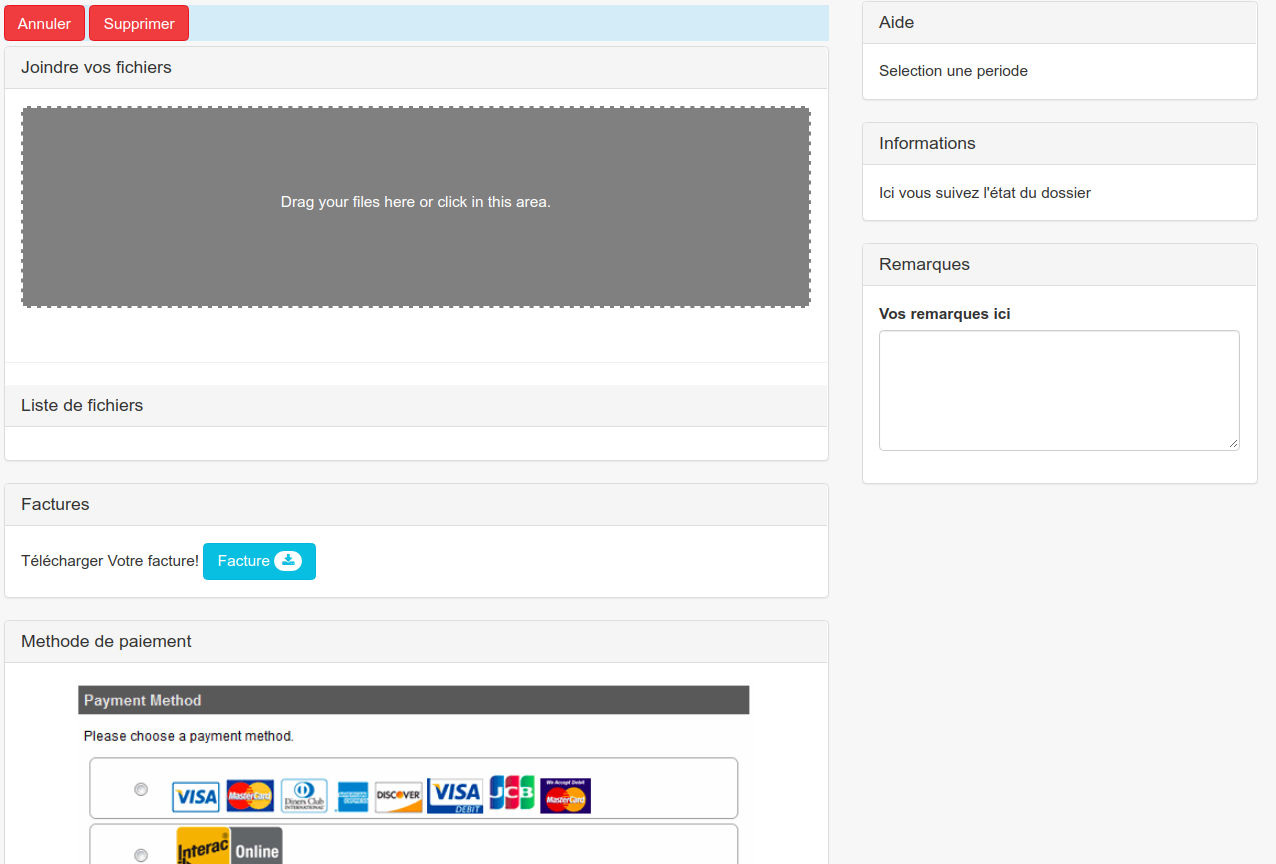 Annuler Supprimer
Joindre vos fichiers
Drag your files here or click in this area.
Liste de fichiers
Factures
Télécharger Votre facture! Facture
Methode de paiement
Payment Method
Please choose a payment method.
VISA MasterCard Diners Club INTERNATIONAL AMERICAN EXPRESS DISCOVER VISA DEBIT JCB We Accept Debit MasterCard
Interac Online
Aide
Selection une periode
Informations
Ici vous suivez l'état du dossier
Remarques
Vos remarques ici